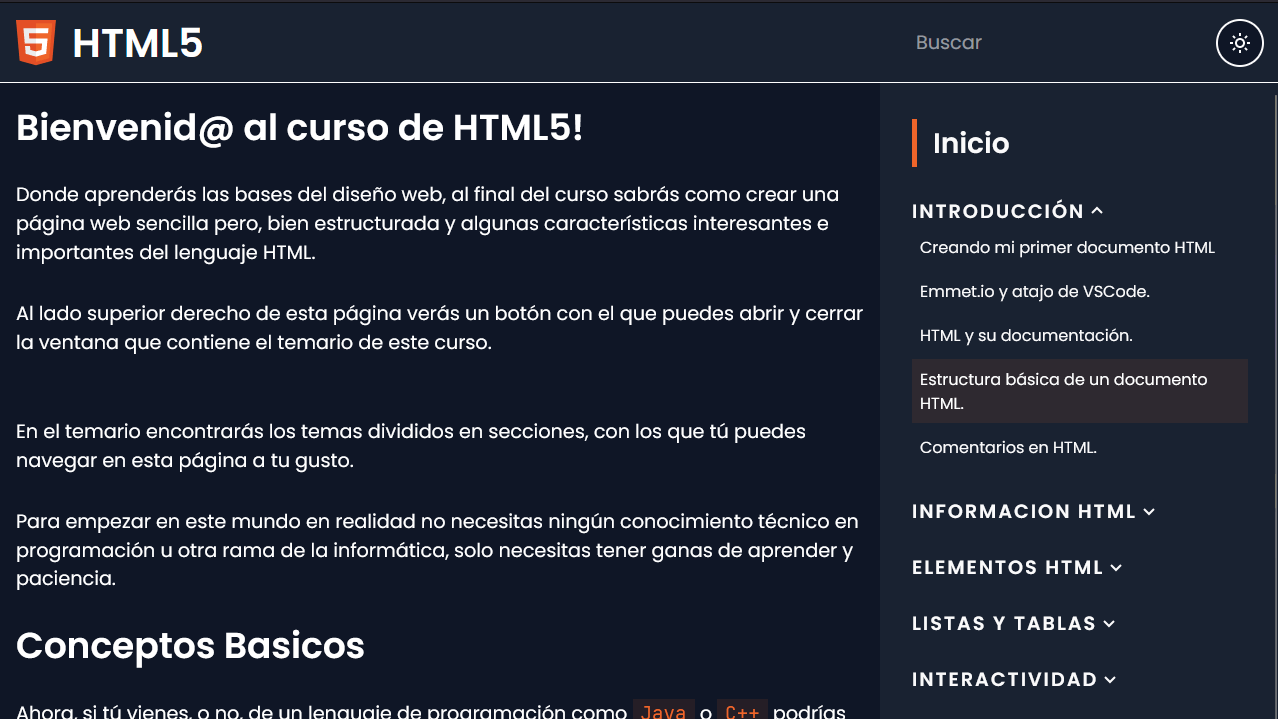 HTML5
Buscar
Bienvenid@ al curso de HTML5!
Donde aprenderás las bases del diseño web, al final del curso sabrás como crear una
página web sencilla pero, bien estructurada y algunas características interesantes e
importantes del lenguaje HTML.
Al lado superior derecho de esta página verás un botón con el que puedes abrir y cerrar
la ventana que contiene el temario de este curso.
En el temario encontrarás los temas divididos en secciones, con los que tú puedes
navegar en esta página a tu gusto.
Para empezar en este mundo en realidad no necesitas ningún conocimiento técnico en
programación u otra rama de la informática, solo necesitas tener ganas de aprender y
paciencia.
Conceptos Basicos
Ahora, si tú vienes, o no, de un lenguaje de programación como Java o C++ podrías
Inicio
INTRODUCCIÓN
Creando mi primer documento HTML
Emmet.io y atajo de VSCode.
HTML y su documentación.
Estructura básica de un documento
HTML.
Comentarios en HTML.
INFORMACION HTML
ELEMENTOS HTML
LISTAS Y TABLAS
INTERACTIVIDAD